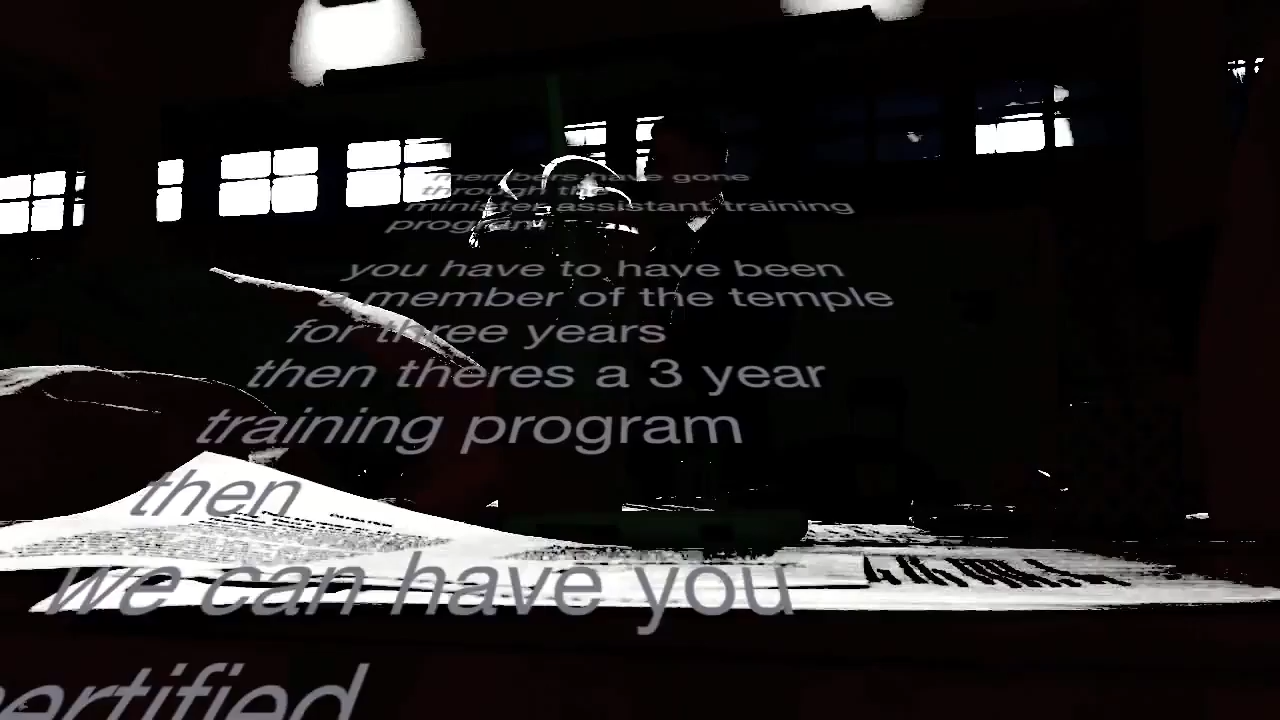 members have gone
through the
minister assistant training
program
you have to have been
a member of the temple
for three years
then theres a 3 year
training program
then
we can have you
certified